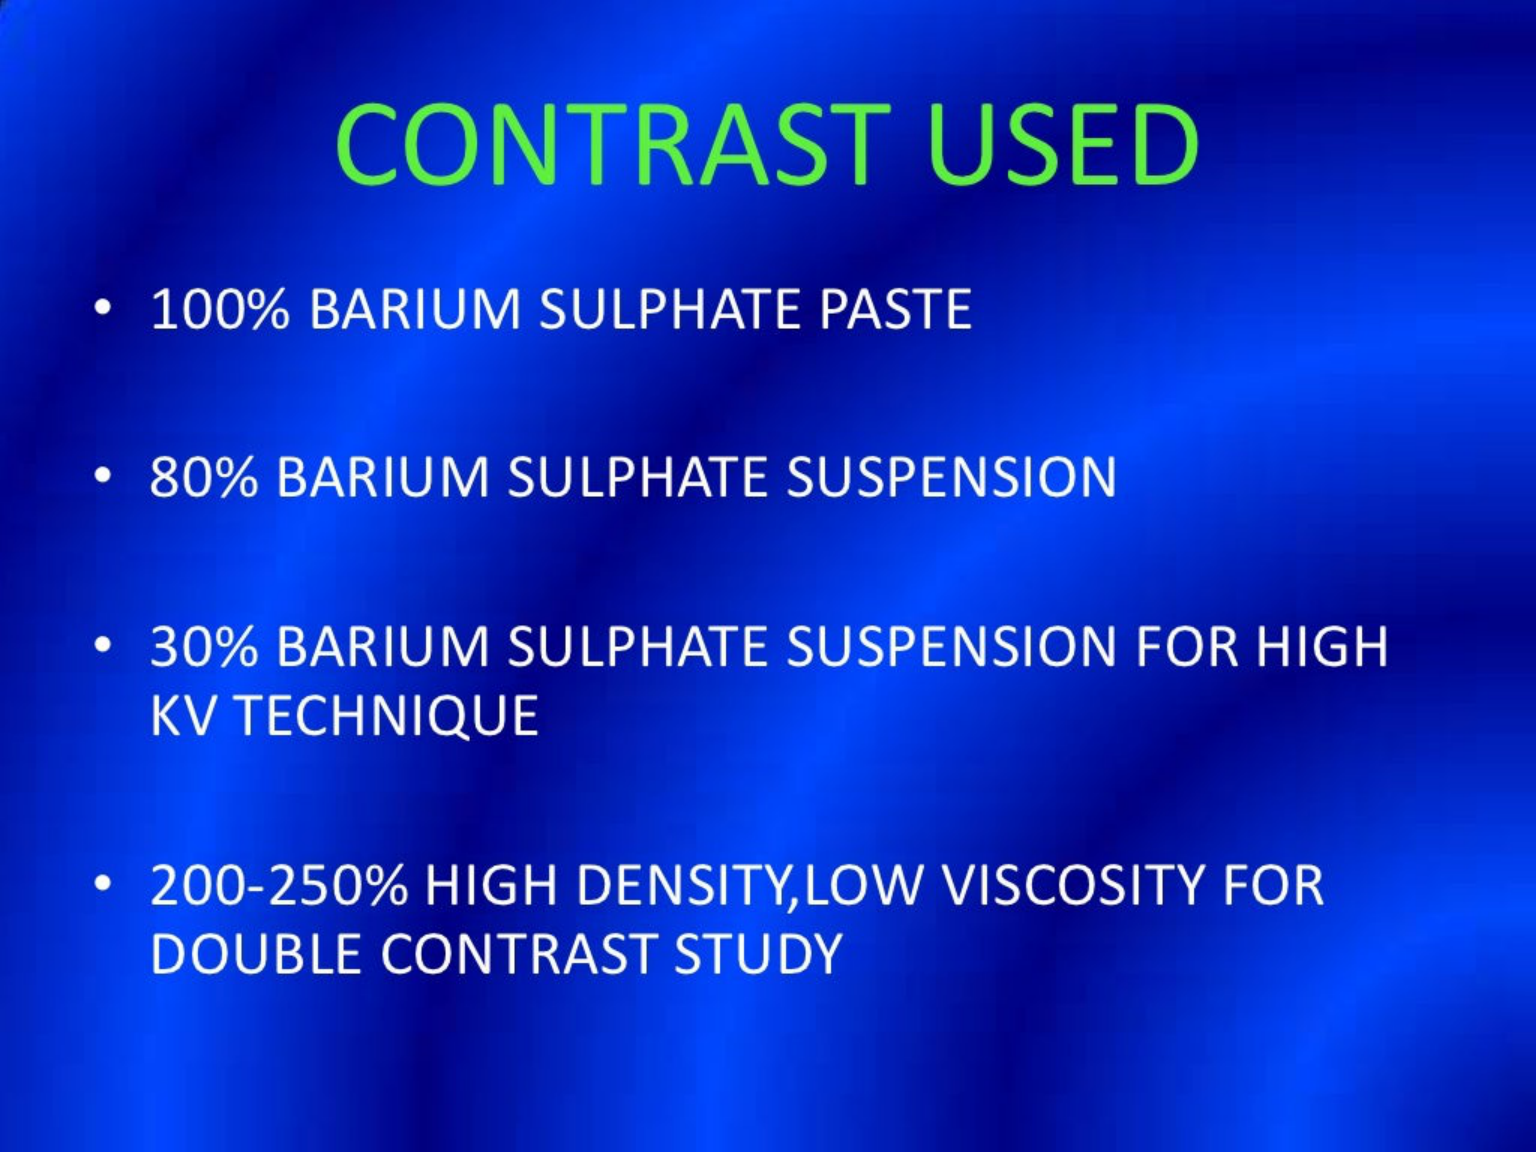 CONTRAST USED
• 100% BARIUM SULPHATE PASTE
• 80% BARIUM SULPHATE SUSPENSION
• 30% BARIUM SULPHATE SUSPENSION FOR HIGH
KV TECHNIQUE
• 200-250% HIGH DENSITY,LOW VISCOSITY FOR
DOUBLE CONTRAST STUDY